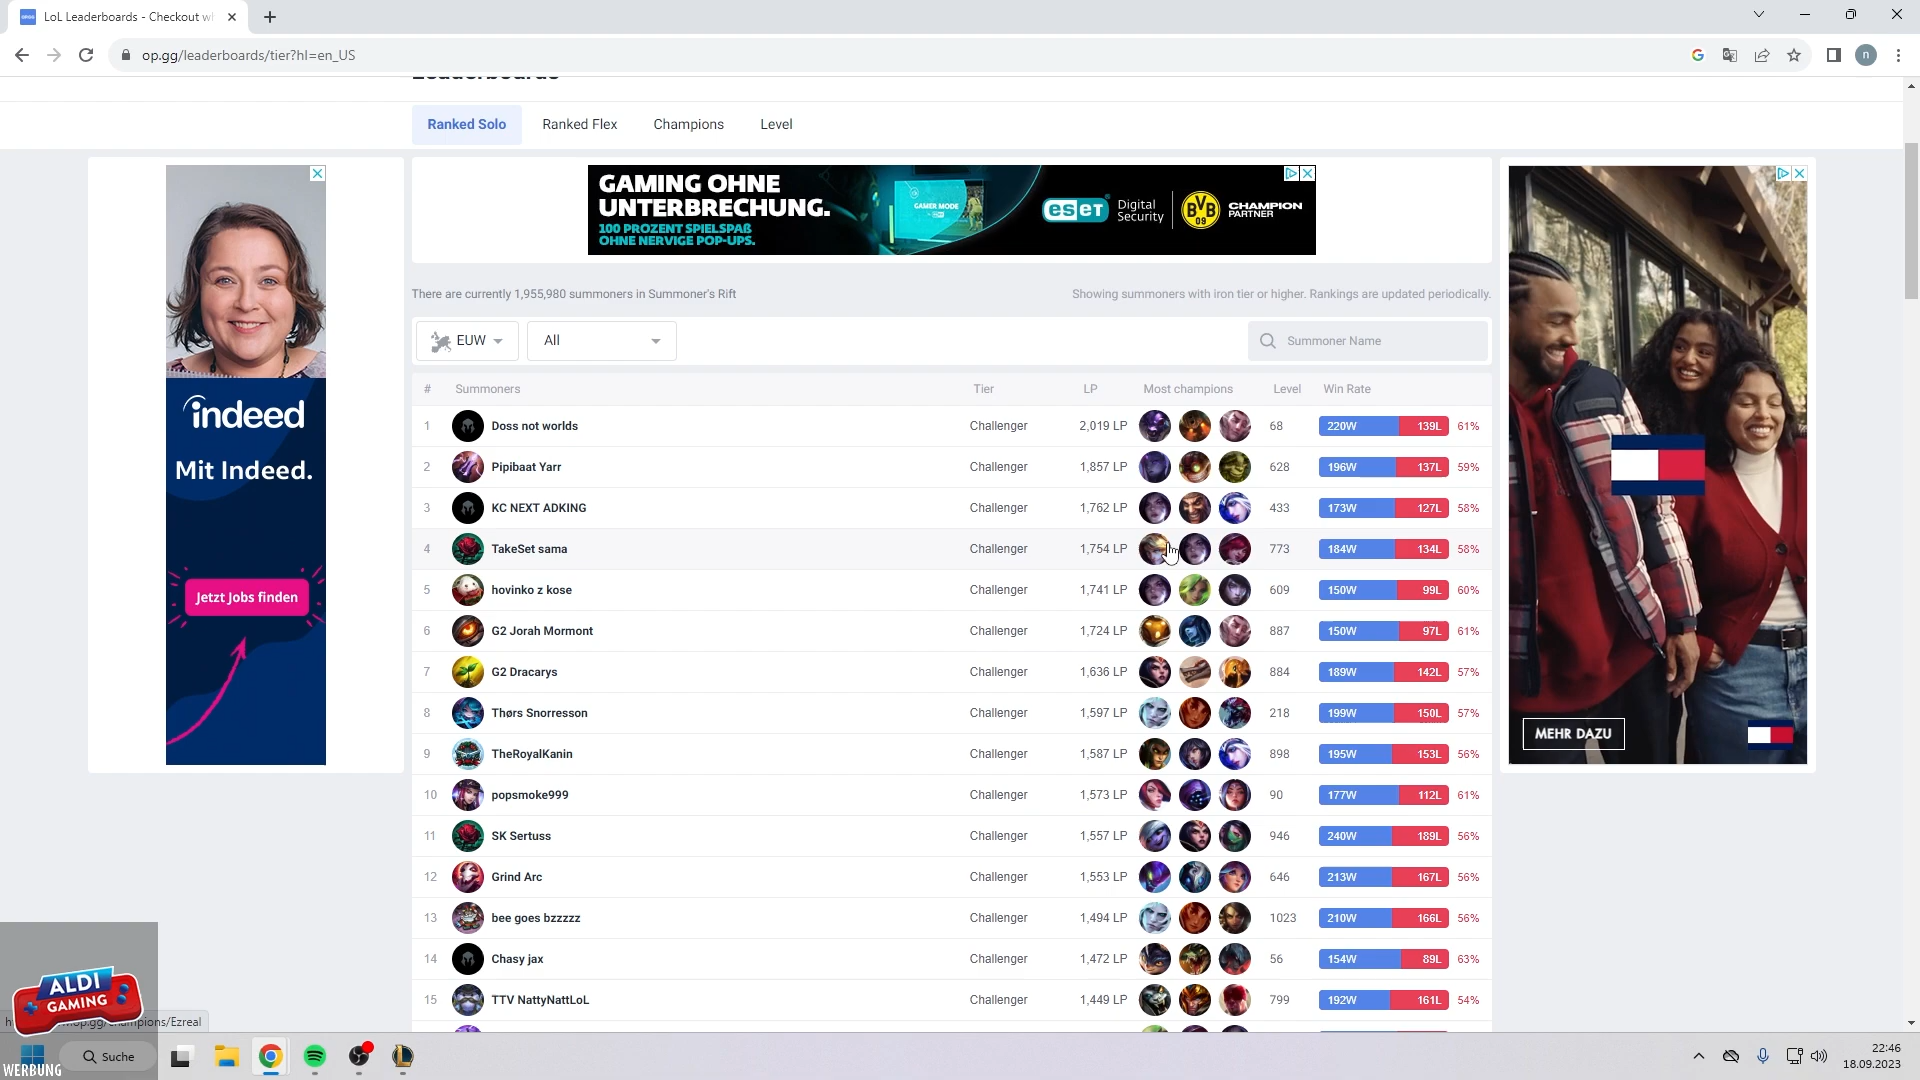 LoL Leaderboards - Checkout w
op.gg/leaderboards/tier?hl=en_US
n
Leaderboards
Ranked Solo
Ranked Flex
Champions
Level
GAMING OHNE
UNTERBRECHUNG.
100 PROZENT SPIELSPAẞ
OHNE NERVIGE POP-UPS.
GAMER MODE
eseT
Digital
Security
BVB
09
CHAMPION
PARTNER
There are currently 1,955,980 summoners in Summoner's Rift
Showing summoners with iron tier or higher. Rankings are updated periodically.
EUW
All
Summoner Name
# Summoners Tier LP Most champions Level Win Rate
1 Doss not worlds Challenger 2,019 LP 68 220W 139L 61%
2 Pipibaat Yarr Challenger 1,857 LP 628 196W 137L 59%
3 KC NEXT ADKING Challenger 1,762 LP 433 173W 127L 58%
4 TakeSet sama Challenger 1,754 LP 773 184W 134L 58%
5 hovinko z kose Challenger 1,741 LP 609 150W 99L 60%
6 G2 Jorah Mormont Challenger 1,724 LP 887 150W 97L 61%
7 G2 Dracarys Challenger 1,636 LP 884 189W 142L 57%
8 Thørs Snorresson Challenger 1,597 LP 218 199W 150L 57%
9 TheRoyalKanin Challenger 1,587 LP 898 195W 153L 56%
10 popsmoke999 Challenger 1,573 LP 90 177W 112L 61%
11 SK Sertuss Challenger 1,557 LP 946 240W 189L 56%
12 Grind Arc Challenger 1,553 LP 646 213W 167L 56%
13 bee goes bzzzzz Challenger 1,494 LP 1023 210W 166L 56%
14 Chasy jax Challenger 1,472 LP 56 154W 89L 63%
15 TTV NattyNattLoL Challenger 1,449 LP 799 192W 161L 54%
indeed
Mit Indeed.
Jetzt Jobs finden
MEHR DAZU
ALDI
GAMING
op.gg/champions/Ezreal
WERBUNG
Suche
22:46
18.09.2023